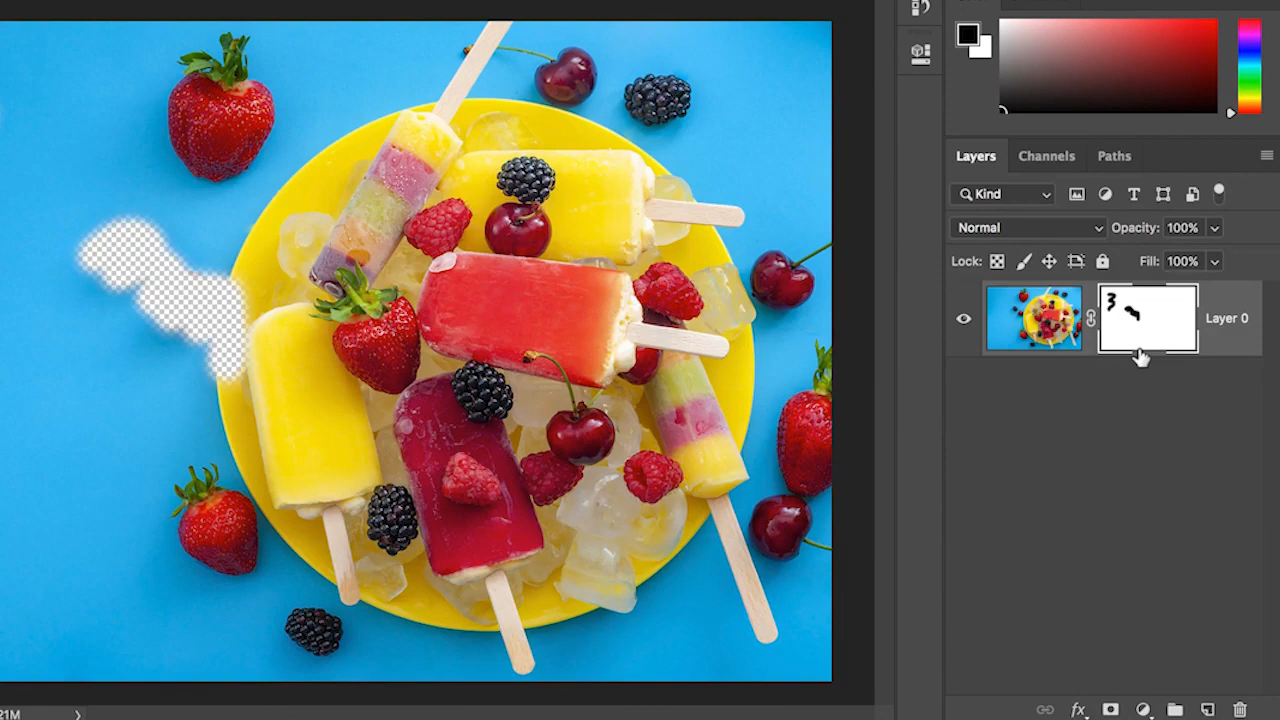 Layers Channels Paths
Kind
Normal Opacity: 100%
Lock: Fill: 100%
Layer 0
21M
fx